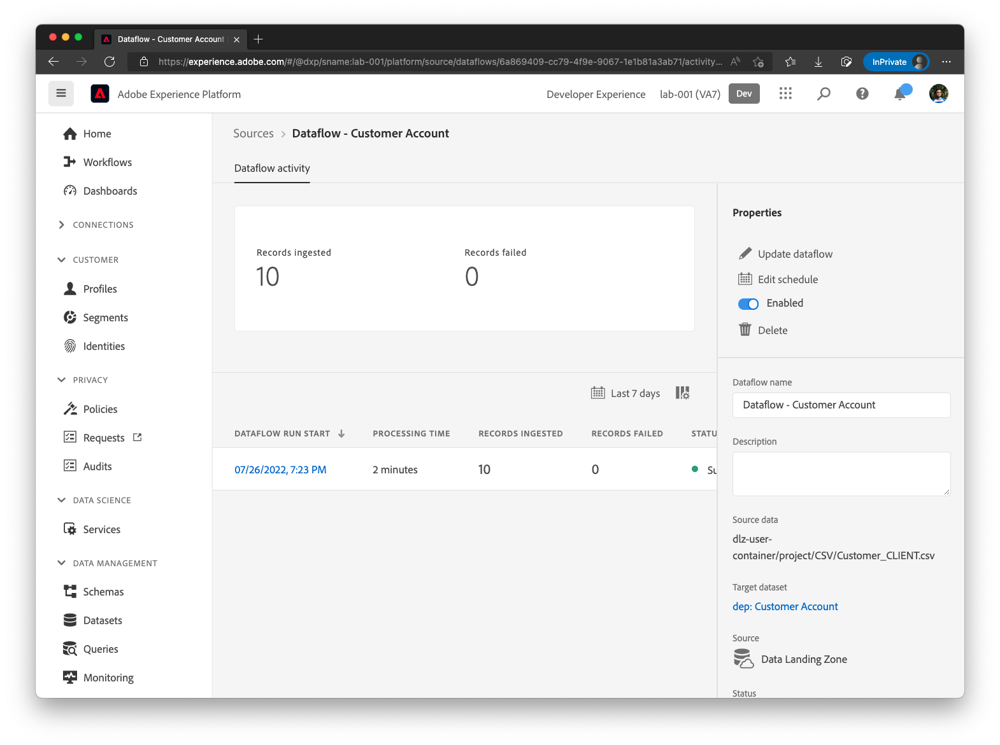 Dataflow - Customer Account
https://experience.adobe.com/#/@dxp/sname:lab-001/platform/source/dataflows/6a869409-cc79-4f9e-9067-1e1b81a3ab71/activity...
InPrivate
Adobe Experience Platform
Developer Experience
lab-001 (VA7)
Dev
Home
Workflows
Dashboards
CONNECTIONS
CUSTOMER
Profiles
Segments
Identities
PRIVACY
Policies
Requests
Audits
DATA SCIENCE
Services
DATA MANAGEMENT
Schemas
Datasets
Queries
Monitoring
Sources > Dataflow - Customer Account
Dataflow activity
Records ingested
10
Records failed
0
Last 7 days
DATAFLOW RUN START
PROCESSING TIME
RECORDS INGESTED
RECORDS FAILED
STATU
07/26/2022, 7:23 PM
2 minutes
10
0
Su
Properties
Update dataflow
Edit schedule
Enabled
Delete
Dataflow name
Dataflow - Customer Account
Description
Source data
dlz-user-
container/project/CSV/Customer_CLIENT.csv
Target dataset
dep: Customer Account
Source
Data Landing Zone
Status